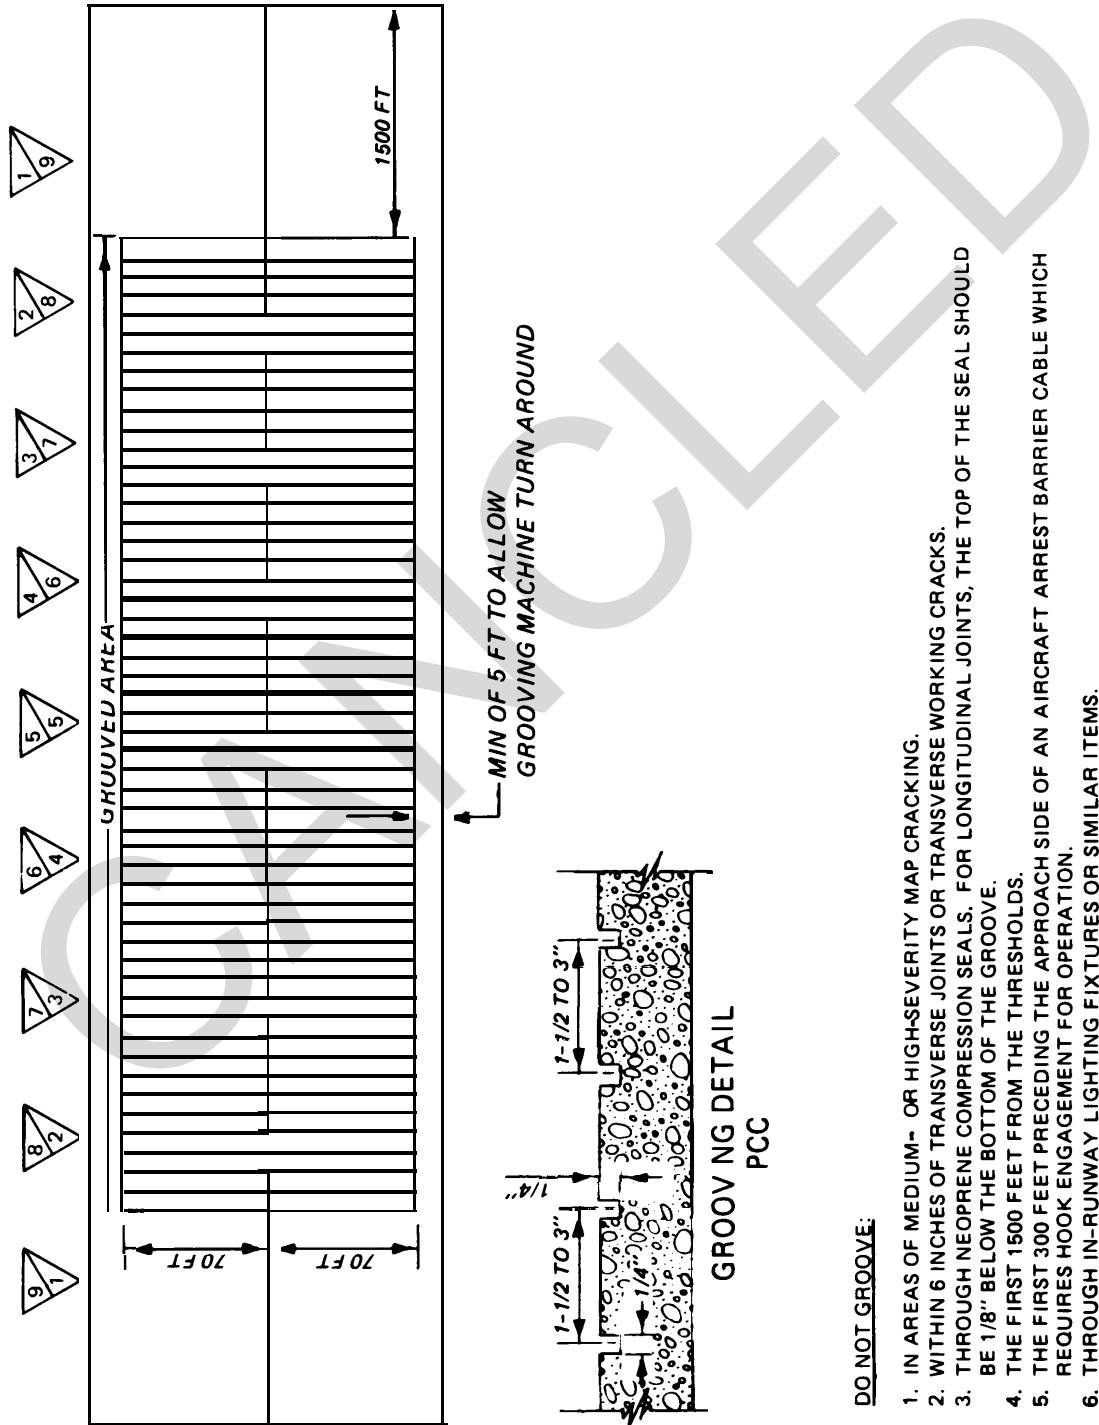 9 1
8 2
7 3
6 4
5 5
4 6
3 7
2 8
1 9
GROOVED AREA
70 FT
70 FT
1500 FT
MIN OF 5 FT TO ALLOW
GROOVING MACHINE TURN AROUND
1-1/2 TO 3"
1/4"
1/4"
1-1/2 TO 3"
GROOV NG DETAIL
PCC
DO NOT GROOVE:
1. IN AREAS OF MEDIUM- OR HIGH-SEVERITY MAP CRACKING.
2. WITHIN 6 INCHES OF TRANSVERSE JOINTS OR TRANSVERSE WORKING CRACKS.
3. THROUGH NEOPRENE COMPRESSION SEALS. FOR LONGITUDINAL JOINTS, THE TOP OF THE SEAL SHOULD
BE 1/8" BELOW THE BOTTOM OF THE GROOVE.
4. THE FIRST 1500 FEET FROM THE THRESHOLDS.
5. THE FIRST 300 FEET PRECEDING THE APPROACH SIDE OF AN AIRCRAFT ARREST BARRIER CABLE WHICH
REQUIRES HOOK ENGAGEMENT FOR OPERATION.
6. THROUGH IN-RUNWAY LIGHTING FIXTURES OR SIMILAR ITEMS.
CANCLED